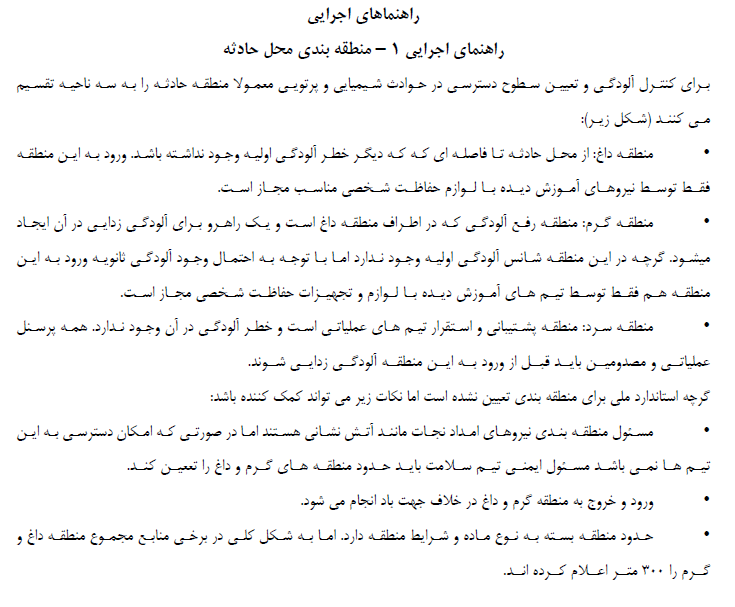 راهنماهای اجرایی
راهنمای اجرایی ۱ – منطقه بندی محل حادثه
برای کنترل آلودگی و تعیین سطوح دسترسی در حوادث شیمیایی و پرتویی معمولا منطقه حادثه را به سه ناحیه تقسیم
می کنند (شکل زیر):
• منطقه داغ: از محل حادثه تا فاصله ای که که دیگر خطر آلودگی اولیه وجود نداشته باشد. ورود به این منطقه
فقط توسط نیروهای آموزش دیده با لوازم حفاظت شخصی مناسب مجاز است.
• منطقه گرم: منطقه رفع آلودگی که در اطراف منطقه داغ است و یک راهرو برای آلودگی زدایی در آن ایجاد
میشود. گرچه در این منطقه شانس آلودگی اولیه وجود ندارد اما با توجه به احتمال وجود آلودگی ثانویه ورود به این
منطقه هم فقط توسط تیم های آموزش دیده با لوازم و تجهیزات حفاظت شخصی مجاز است.
• منطقه سرد: منطقه پشتیبانی و استقرار تیم های عملیاتی است و خطر آلودگی در آن وجود ندارد. همه پرسنل
عملیاتی و مصدومین باید قبل از ورود به این منطقه آلودگی زدایی شوند.
گرچه استاندارد ملی برای منطقه بندی تعیین نشده است اما نکات زیر می تواند کمک کننده باشد:
• مسئول منطقه بندی نیروهای امداد نجات مانند آتش نشانی هستند اما در صورتی که امکان دسترسی به این
تیم ها نمی باشد مسئول ایمنی تیم سلامت باید حدود منطقه های گرم و داغ را تععین کند.
• ورود و خروج به منطقه گرم و داغ در خلاف جهت باد انجام می شود.
• حدود منطقه بسته به نوع ماده و شرایط منطقه دارد. اما به شکل کلی در برخی منابع مجموع منطقه داغ و
گرم را ۳۰۰ متر اعلام کرده اند.